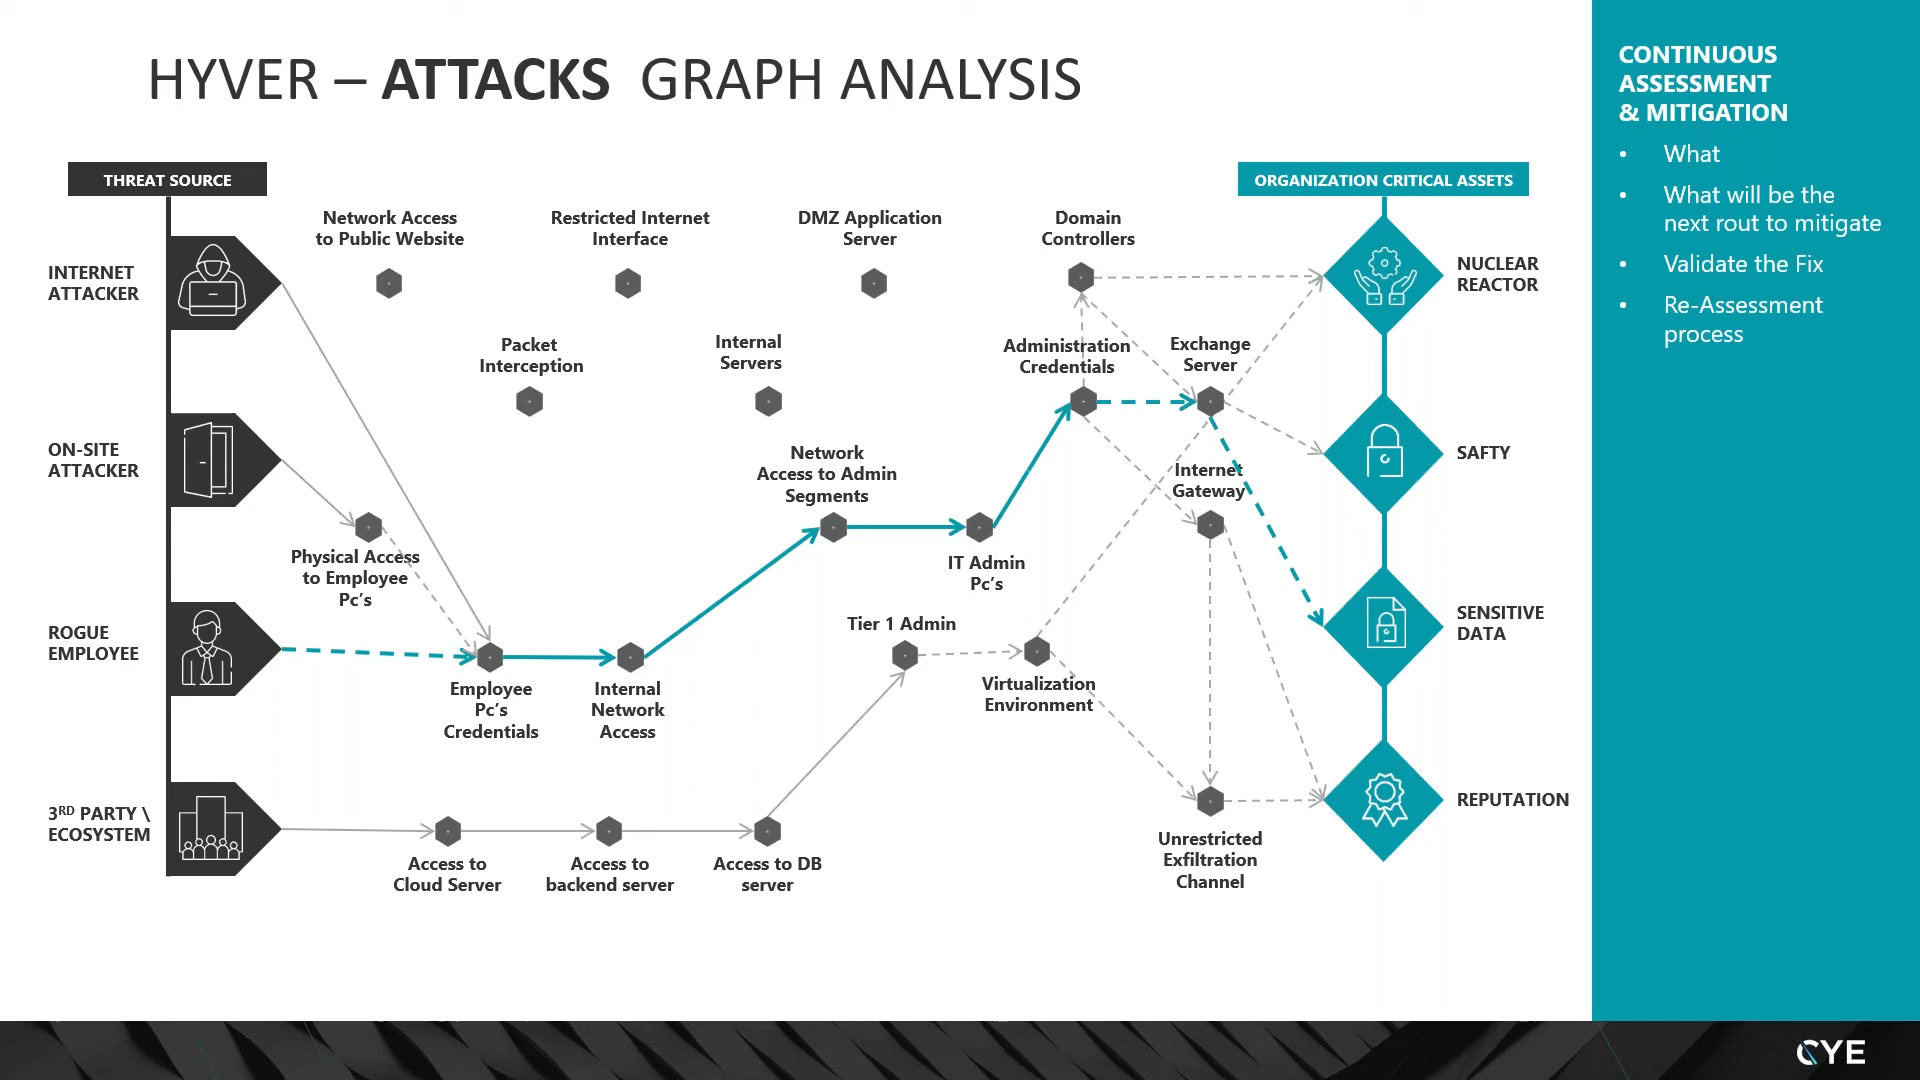 HYVER – ATTACKS GRAPH ANALYSIS
THREAT SOURCE
ORGANIZATION CRITICAL ASSETS
Network Access
to Public Website
Restricted Internet
Interface
DMZ Application
Server
Domain
Controllers
INTERNET
ATTACKER
NUCLEAR
REACTOR
Packet
Interception
Internal
Servers
Administration
Credentials
Exchange
Server
ON-SITE
ATTACKER
Network
Access to Admin
Segments
Internet
Gateway
SAFTY
Physical Access
to Employee
Pc's
IT Admin
Pc's
ROGUE
EMPLOYEE
Tier 1 Admin
SENSITIVE
DATA
Employee
Pc's
Credentials
Internal
Network
Access
Virtualization
Environment
3RD PARTY \
ECOSYSTEM
Access to
Cloud Server
Access to
backend server
Access to DB
server
Unrestricted
Exfiltration
Channel
REPUTATION
CONTINUOUS
ASSESSMENT
& MITIGATION
• What
• What will be the
next rout to mitigate
• Validate the Fix
• Re-Assessment
process
CYE